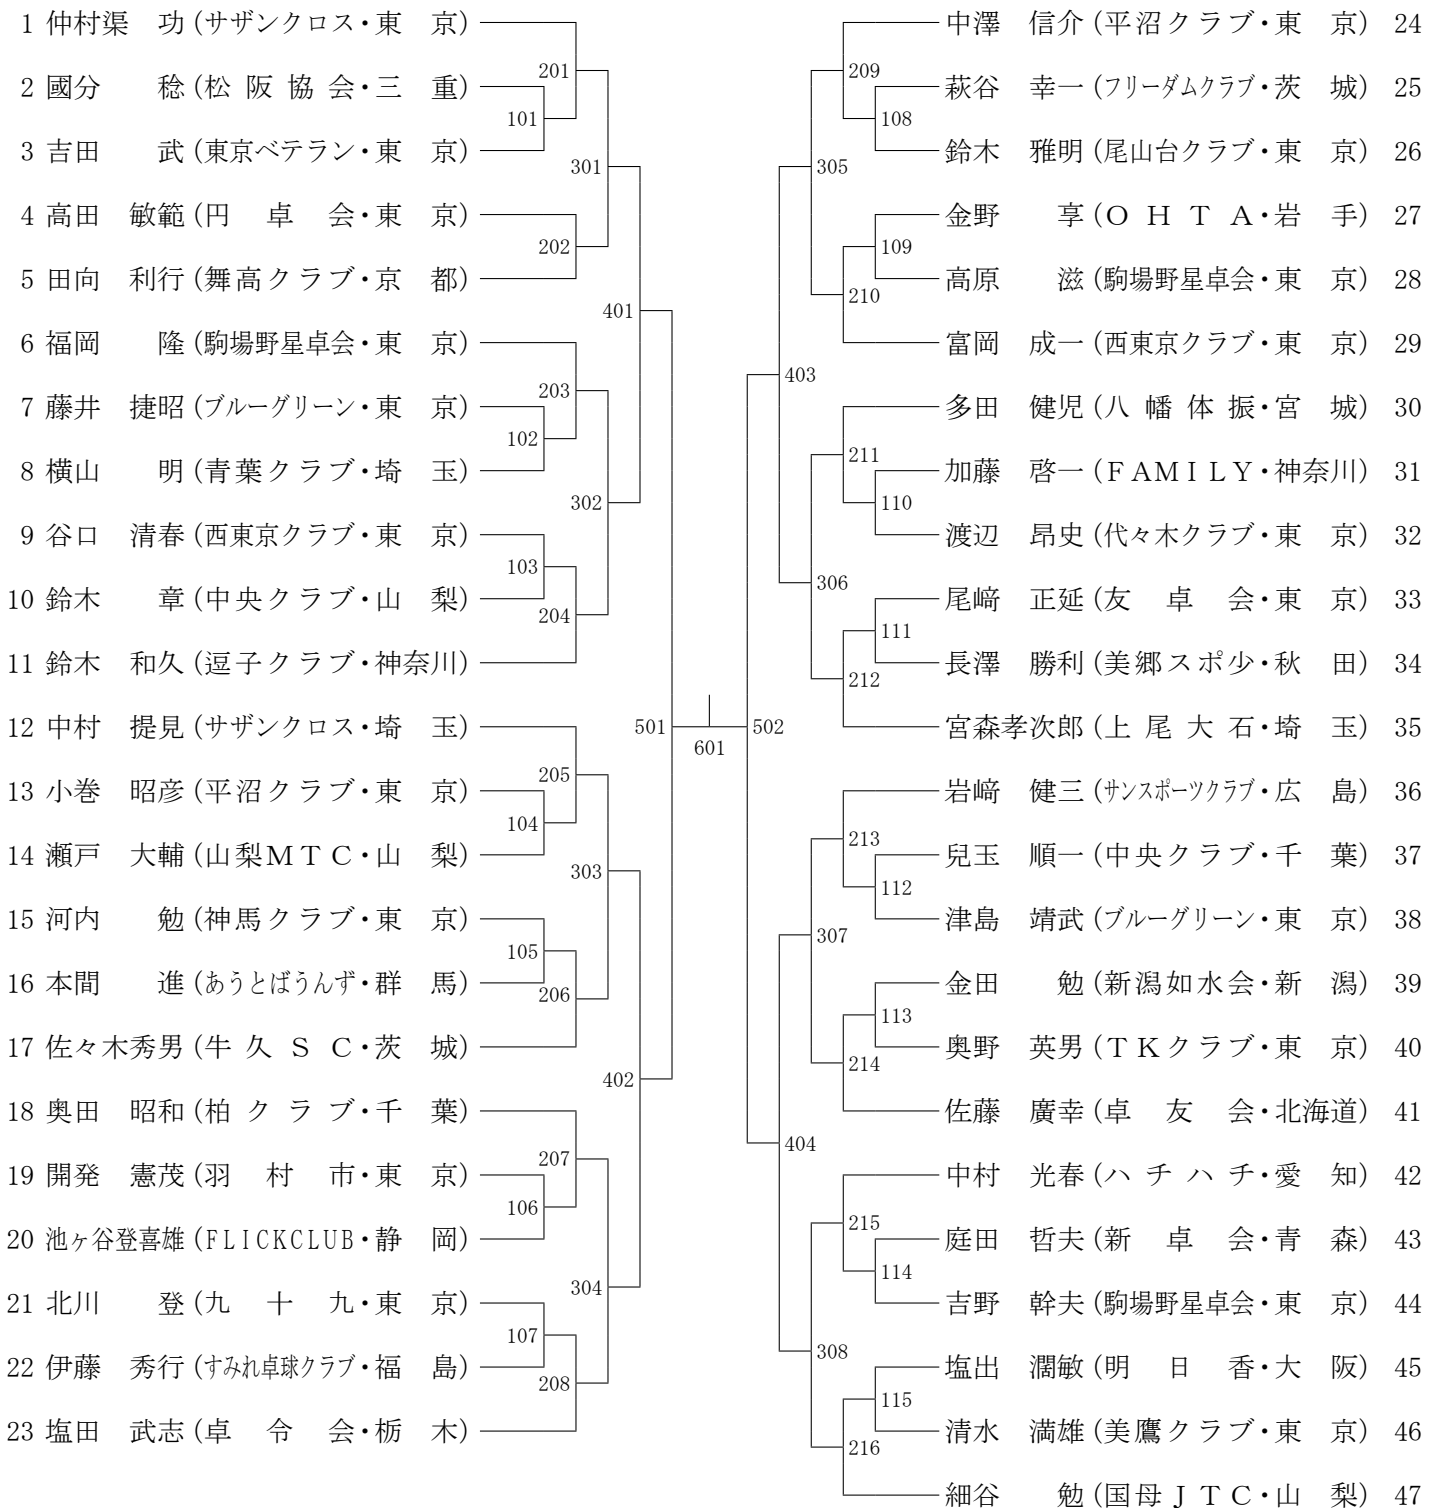 1 仲村渠 功 (サザンクロス・東 京)
2 國分 稔 (松阪協会・三 重)
3 吉田 武 (東京ベテラン・東 京)
4 高田 敏範 (円卓会・東 京)
5 田向 利行 (舞高クラブ・京 都)
6 福岡 隆 (駒場野星卓会・東 京)
7 藤井 捷昭 (ブルーグリーン・東 京)
8 横山 明 (青葉クラブ・埼 玉)
9 谷口 清春 (西東京クラブ・東 京)
10 鈴木 章 (中央クラブ・山 梨)
11 鈴木 和久 (逗子クラブ・神奈川)
12 中村 提見 (サザンクロス・埼 玉)
13 小巻 昭彦 (平沼クラブ・東 京)
14 瀬戸 大輔 (山梨MTC・山 梨)
15 河内 勉 (神馬クラブ・東 京)
16 本間 進 (あうとばうんず・群 馬)
17 佐々木秀男 (牛久SC・茨 城)
18 奥田 昭和 (柏クラブ・千 葉)
19 開発 憲茂 (羽村市・東 京)
20 池ヶ谷登喜雄 (FLICKCLUB・静 岡)
21 北川 登 (九十九・東 京)
22 伊藤 秀行 (すみれ卓球クラブ・福 島)
23 塩田 武志 (卓令会・栃 木)
201
101
301
202
401
203
102
302
103
204
501
205
104
303
105
206
402
207
106
304
107
208
601
502
209
108
305
109
210
403
211
110
306
111
212
213
112
307
113
214
404
215
114
308
115
216
中澤 信介 (平沼クラブ・東 京) 24
萩谷 幸一 (フリーダムクラブ・茨 城) 25
鈴木 雅明 (尾山台クラブ・東 京) 26
金野 享 (OHTA・岩 手) 27
高原 滋 (駒場野星卓会・東 京) 28
富岡 成一 (西東京クラブ・東 京) 29
多田 健児 (八幡体振・宮 城) 30
加藤 啓一 (FAMILY・神奈川) 31
渡辺 昂史 (代々木クラブ・東 京) 32
尾﨑 正延 (友卓会・東 京) 33
長澤 勝利 (美郷スポ少・秋 田) 34
宮森孝次郎 (上尾大石・埼 玉) 35
岩﨑 健三 (サンスポーツクラブ・広 島) 36
兒玉 順一 (中央クラブ・千 葉) 37
津島 靖武 (ブルーグリーン・東 京) 38
金田 勉 (新潟如水会・新 潟) 39
奥野 英男 (TKクラブ・東 京) 40
佐藤 廣幸 (卓友会・北海道) 41
中村 光春 (ハチハチ・愛 知) 42
庭田 哲夫 (新卓会・青 森) 43
吉野 幹夫 (駒場野星卓会・東 京) 44
塩出 濶敏 (明日香・大 阪) 45
清水 満雄 (美鷹クラブ・東 京) 46
細谷 勉 (国母JTC・山 梨) 47